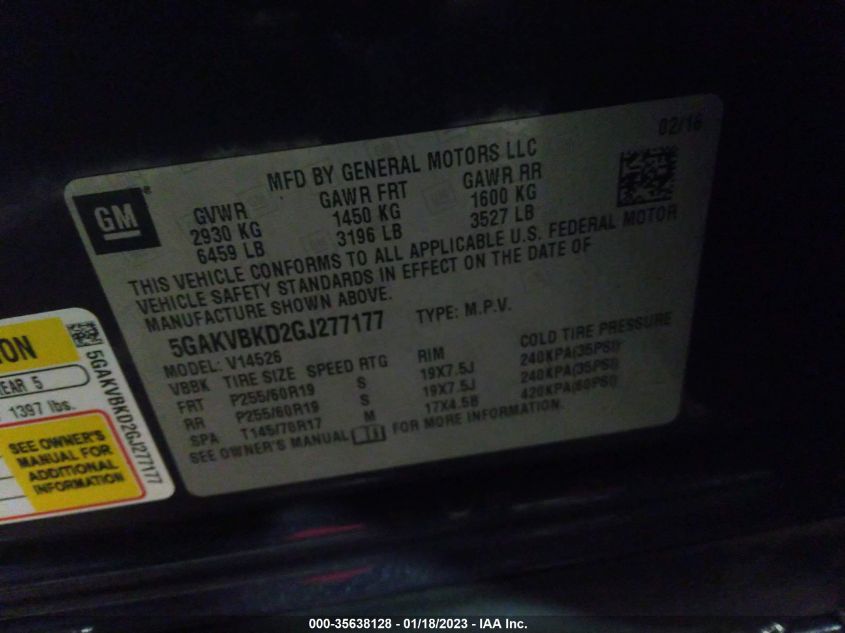 02/16
MFD BY GENERAL MOTORS LLC
GM®
GVWR GAWR FRT GAWR RR
2930 KG 1450 KG 1600 KG
6459 LB 3196 LB 3527 LB
THIS VEHICLE CONFORMS TO ALL APPLICABLE U.S. FEDERAL MOTOR
VEHICLE SAFETY STANDARDS IN EFFECT ON THE DATE OF
MANUFACTURE SHOWN ABOVE.
5GAKVBKD2GJ277177 TYPE: M.P.V.
MODEL: V14526
VBBK TIRE SIZE SPEED RTG RIM COLD TIRE PRESSURE
FRT P255/60R19 S 19X7.5J 240KPA(35PSI)
RR P255/60R19 S 19X7.5J 240KPA(35PSI)
SPA T145/70R17 M 17X4.5B 420KPA(60PSI)
SEE OWNER'S MANUAL FOR MORE INFORMATION.
ION
REAR 5
1397 lbs.
SEE OWNER'S
MANUAL FOR
ADDITIONAL
INFORMATION
5GAKVBKD2GJ277177
000-35638128 - 01/18/2023 - IAA Inc.